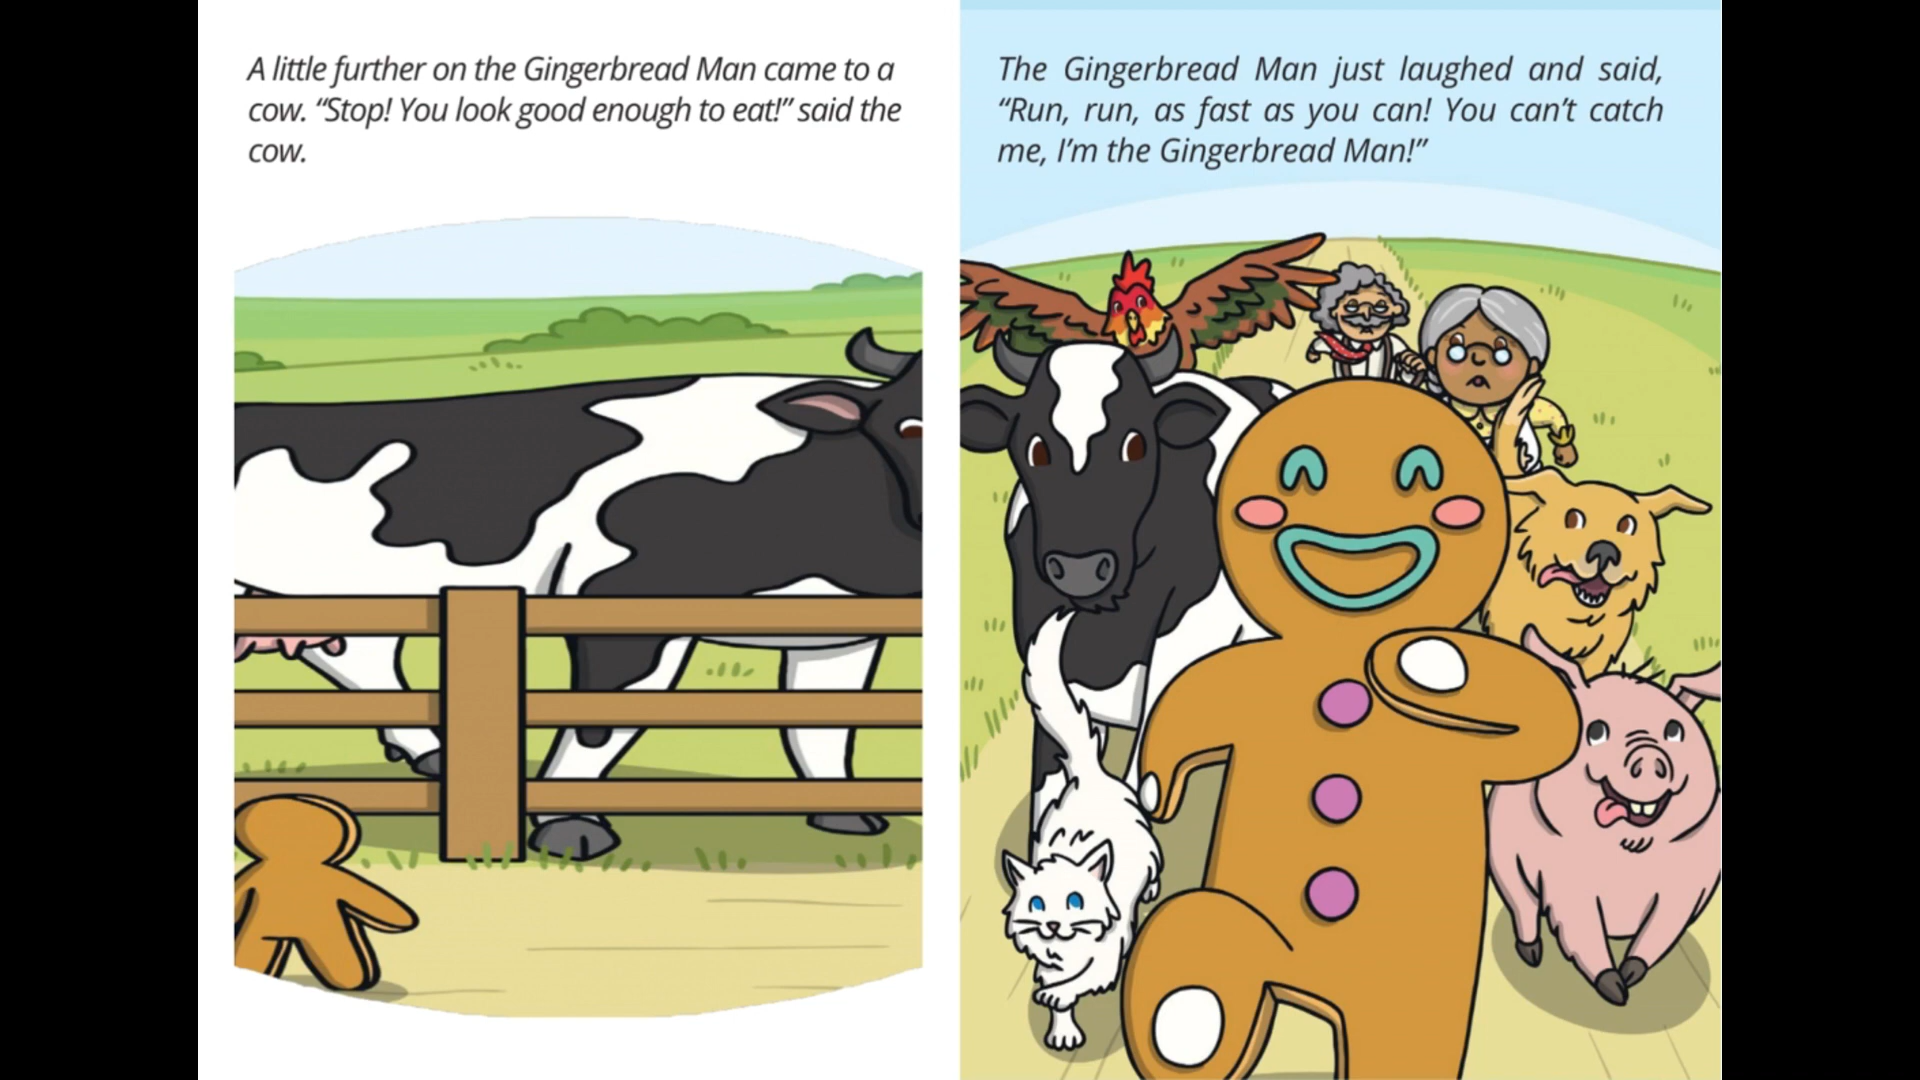 A little further on the Gingerbread Man came to a
cow. “Stop! You look good enough to eat!” said the
cow.
The Gingerbread Man just laughed and said,
“Run, run, as fast as you can! You can’t catch
me, I’m the Gingerbread Man!”